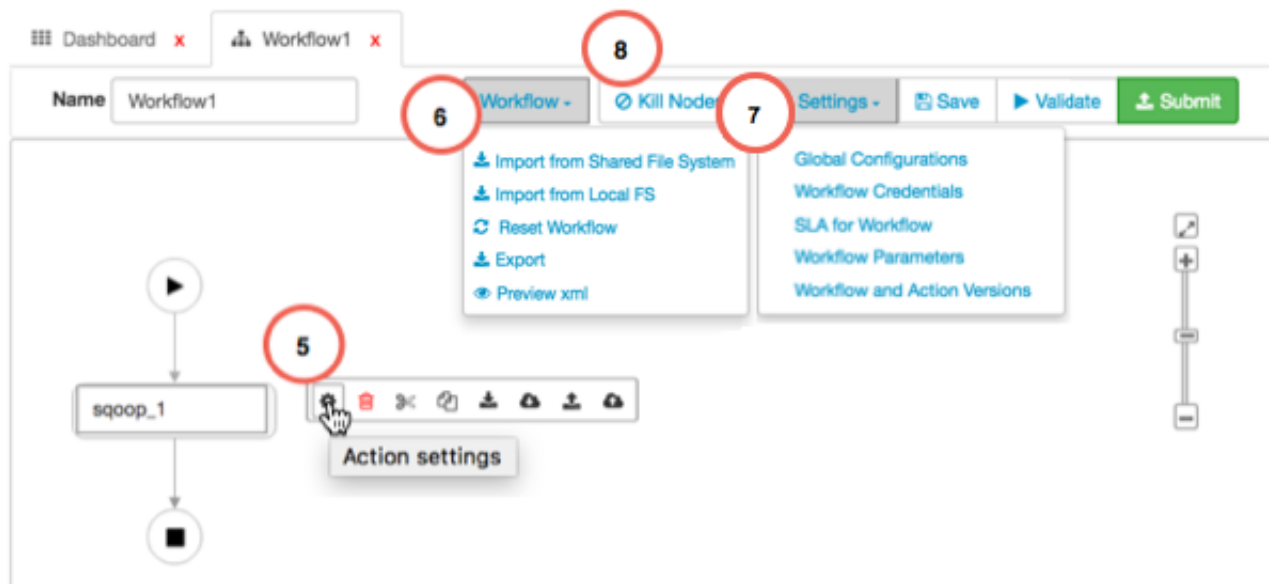 Dashboard x Workflow1 x
8
Name Workflow1 6 Workflow Kill Nodes 7 Settings Save Validate Submit
Import from Shared File System
Import from Local FS
Reset Workflow
Export
Preview xml
Global Configurations
Workflow Credentials
SLA for Workflow
Workflow Parameters
Workflow and Action Versions
5
sqoop_1
Action settings